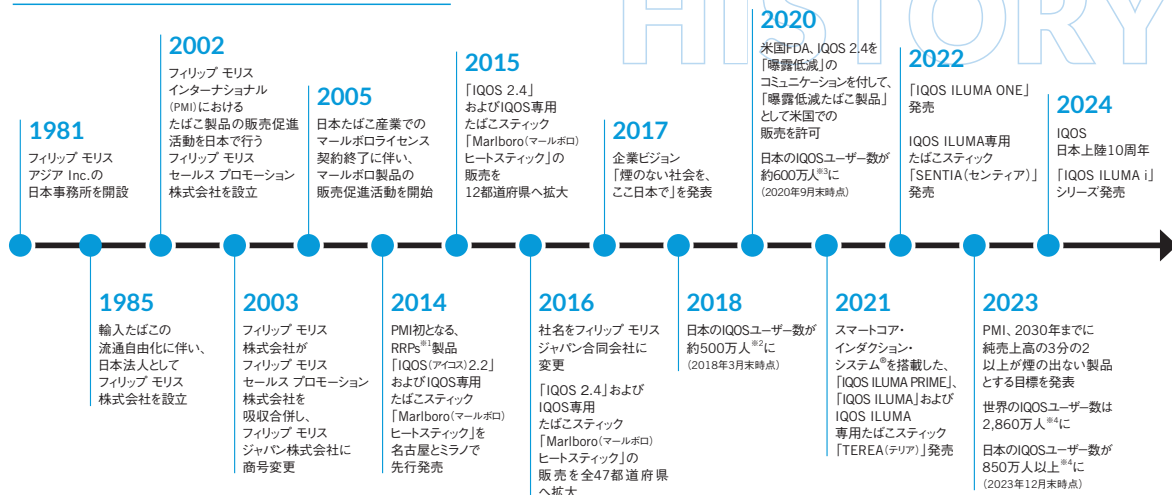 HISTORY
1981
フィリップ モリス
アジア Inc.の
日本事務所を開設
1985
輸入たばこの
流通自由化に伴い、
日本法人として
フィリップ モリス
株式会社を設立
2002
フィリップ モリス
インターナショナル
(PMI)における
たばこ製品の販売促進
活動を日本で行う
フィリップ モリス
セールス プロモーション
株式会社を設立
2003
フィリップ モリス
株式会社が
フィリップ モリス
セールス プロモーション
株式会社を
吸収合併し、
フィリップ モリス
ジャパン株式会社に
商号変更
2005
日本たばこ産業での
マールボロライセンス
契約終了に伴い、
マールボロ製品の
販売促進活動を開始
2014
PMI初となる、
RRPs※1製品
「IQOS(アイコス)2.2」
およびIQOS専用
たばこスティック
「Marlboro(マールボロ)
ヒートスティック」を
名古屋とミラノで
先行発売
2015
「IQOS 2.4」
およびIQOS専用
たばこスティック
「Marlboro(マールボロ)
ヒートスティック」の
販売を
12都道府県へ拡大
2016
社名をフィリップ モリス
ジャパン合同会社に
変更
「IQOS 2.4」および
IQOS専用
たばこスティック
「Marlboro(マールボロ)
ヒートスティック」の
販売を全47都道府県
へ拡大
2017
企業ビジョン
「煙のない社会を、
ここ日本で」を発表
2018
日本のIQOSユーザー数が
約500万人※2に
(2018年3月末時点)
2020
米国FDA、IQOS 2.4を
「曝露低減」の
コミュニケーションを付して、
「曝露低減たばこ製品」
として米国での
販売を許可
日本のIQOSユーザー数が
約600万人※3に
(2020年9月末時点)
2021
スマートコア・
インダクション・
システム®を搭載した、
「IQOS ILUMA PRIME」、
「IQOS ILUMA」および
IQOS ILUMA
専用たばこスティック
「TEREA(テリア)」発売
2022
「IQOS ILUMA ONE」
発売
IQOS ILUMA専用
たばこスティック
「SENTIA(センティア)」
発売
2023
PMI、2030年までに
純売上高の3分の2
以上が煙の出ない製品
とする目標を発表
世界のIQOSユーザー数は
2,860万人※4に
日本のIQOSユーザー数が
850万人以上※4に
(2023年12月末時点)
2024
IQOS
日本上陸10周年
「IQOS ILUMA i」
シリーズ発売